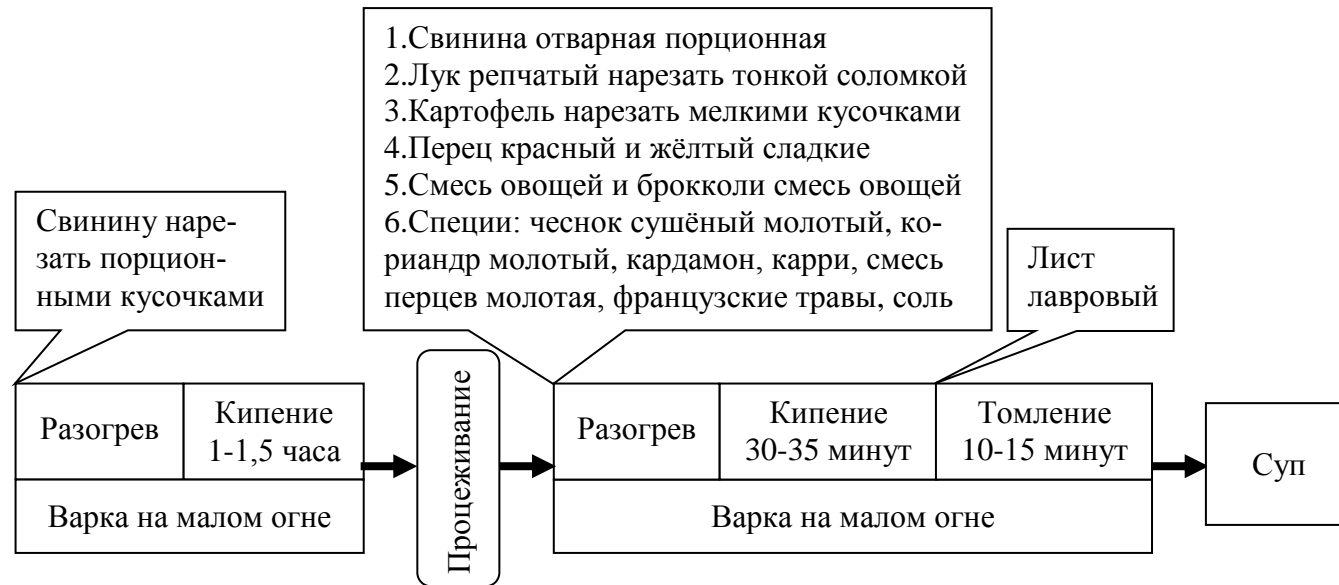 1.Свинина отварная порционная
2.Лук репчатый нарезать тонкой соломкой
3.Картофель нарезать мелкими кусочками
4.Перец красный и жёлтый сладкие
5.Смесь овощей и брокколи смесь овощей
6.Специи: чеснок сушёный молотый, ко-
риандр молотый, кардамон, карри, смесь
перцев молотая, французские травы, соль
Свинину наре-
зать порцион-
ными кусочками
Лист
лавровый
Разогрев
Кипение
1-1,5 часа
Варка на малом огне
Процеживание
Разогрев
Кипение
30-35 минут
Томление
10-15 минут
Варка на малом огне
Суп